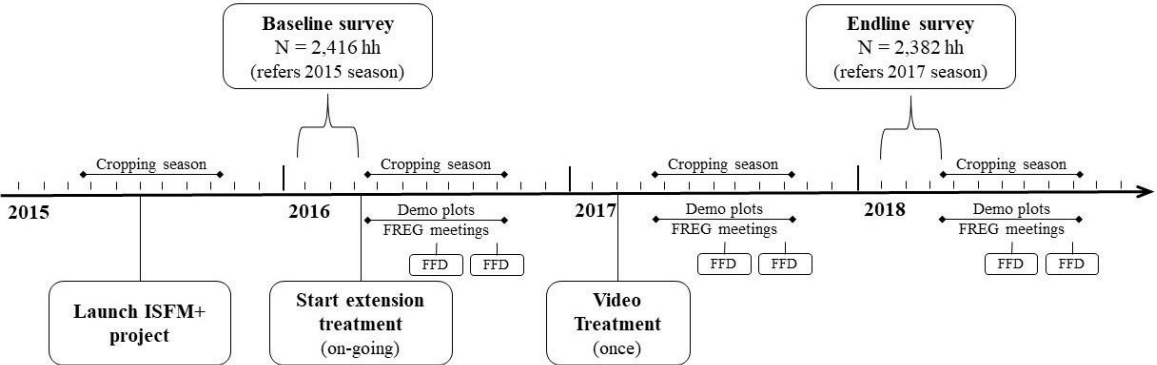 Baseline survey
N = 2,416 hh
(refers 2015 season)
Endline survey
N = 2,382 hh
(refers 2017 season)
Cropping season
Cropping season
Cropping season
Cropping season
2015
2016
2017
2018
Demo plots
FREG meetings
FFD
FFD
Demo plots
FREG meetings
FFD
FFD
Demo plots
FREG meetings
FFD
FFD
Launch ISFM+
project
Start extension
treatment
(on-going)
Video
Treatment
(once)